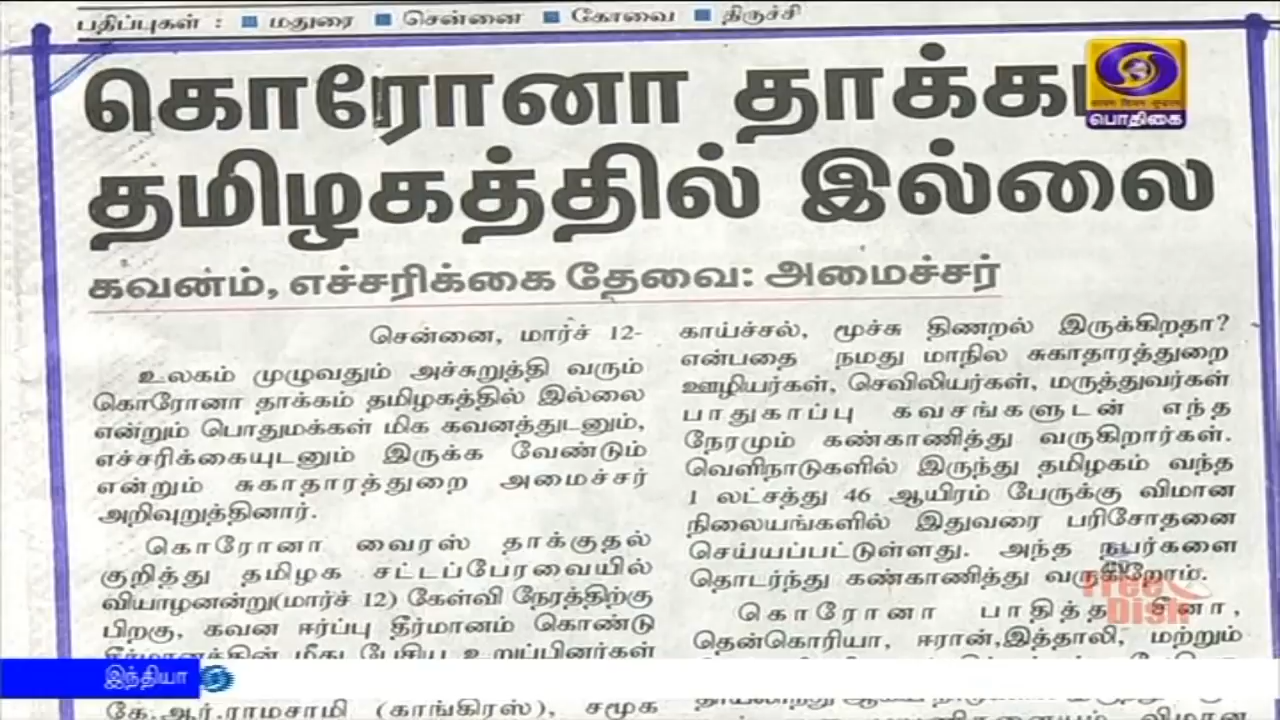 பதிப்புகள் : மதுரை சென்னை கோவை திருச்சி
கொரோனா
தமிழகத்தில் இல்லை
கவனம், எச்சரிக்கை தேவை: அமைச்சர்
சென்னை, மார்ச் 12-
உலகம் முழுவதும் அச்சுறுத்தி வரும்
கொரோனா தாக்கம் தமிழகத்தில் இல்லை
என்றும் பொதுமக்கள் மிக கவனத்துடனும்,
எச்சரிக்கையுடனும் இருக்க வேண்டும்
என்றும் சுகாதாரத்துறை அமைச்சர்
அறிவுறுத்தினார்.
கொரோனா வைரஸ் தாக்குதல்
குறித்து தமிழக சட்டப்பேரவையில்
வியாழனன்று(மார்ச் 12) கேள்வி நேரத்திற்கு
பிறகு, கவன ஈர்ப்பு தீர்மானம் கொண்டு
கே.ஆர்.ராமசாமி (காங்கிரஸ்), சமூக
காய்ச்சல், மூச்சு திணறல் இருக்கிறதா?
என்பதை நமது மாநில சுகாதாரத்துறை
ஊழியர்கள், செவிலியர்கள், மருத்துவர்கள்
பாதுகாப்பு கவசங்களுடன் எந்த
நேரமும் கண்காணித்து வருகிறார்கள்.
வெளிநாடுகளில் இருந்து தமிழகம் வந்த
1 லட்சத்து 46 ஆயிரம் பேருக்கு விமான
நிலையங்களில் இதுவரை பரிசோதனை
செய்யப்பட்டுள்ளது. அந்த நபர்களை
தொடர்ந்து கண்காணித்து வருகிறோம்.
கொரோனா பாதித்த சீனா,
தென்கொரியா, ஈரான்,இத்தாலி, மற்றும்
பொதிகை
Free
Dish
இந்தியா